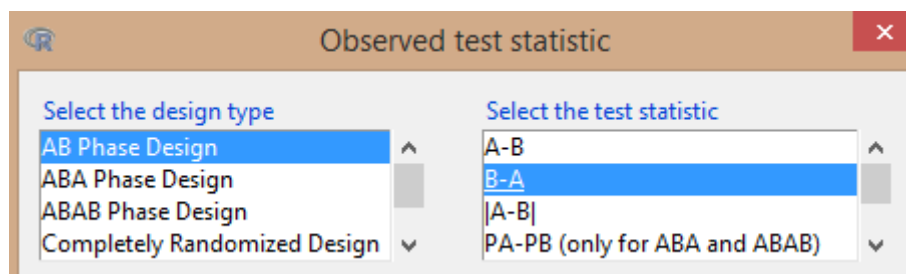 Observed test statistic
Select the design type
AB Phase Design
ABA Phase Design
ABAB Phase Design
Completely Randomized Design
Select the test statistic
A-B
B-A
|A-B|
PA-PB (only for ABA and ABAB)